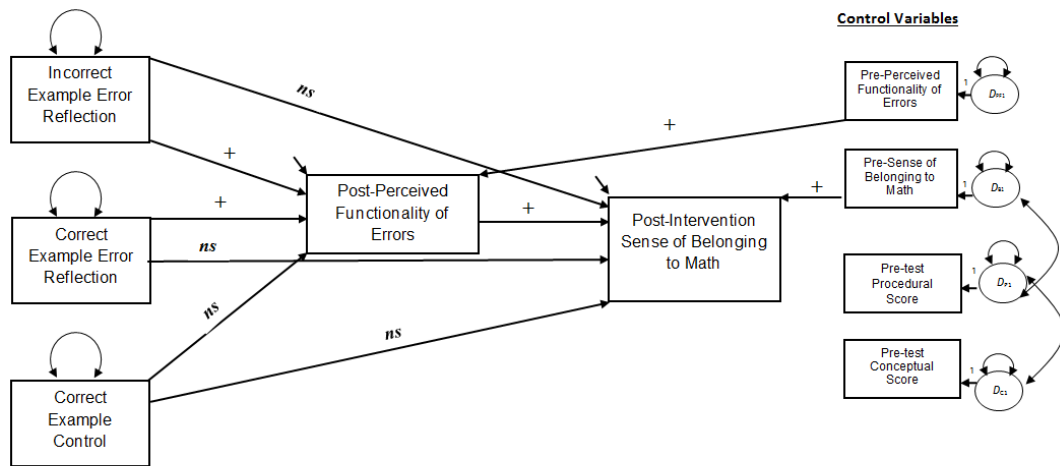 Control Variables
Incorrect
Example Error
Reflection
ns
+
Pre-Perceived
Functionality of
Errors
1
DPF1
+
Post-Perceived
Functionality of
Errors
+
Pre-Sense of
Belonging to
Math
1
DB1
+
Correct
Example Error
Reflection
+
ns
Post-Intervention
Sense of Belonging
to Math
+
Pre-test
Procedural
Score
1
DP1
ns
ns
Correct
Example
Control
Pre-test
Conceptual
Score
1
DC1